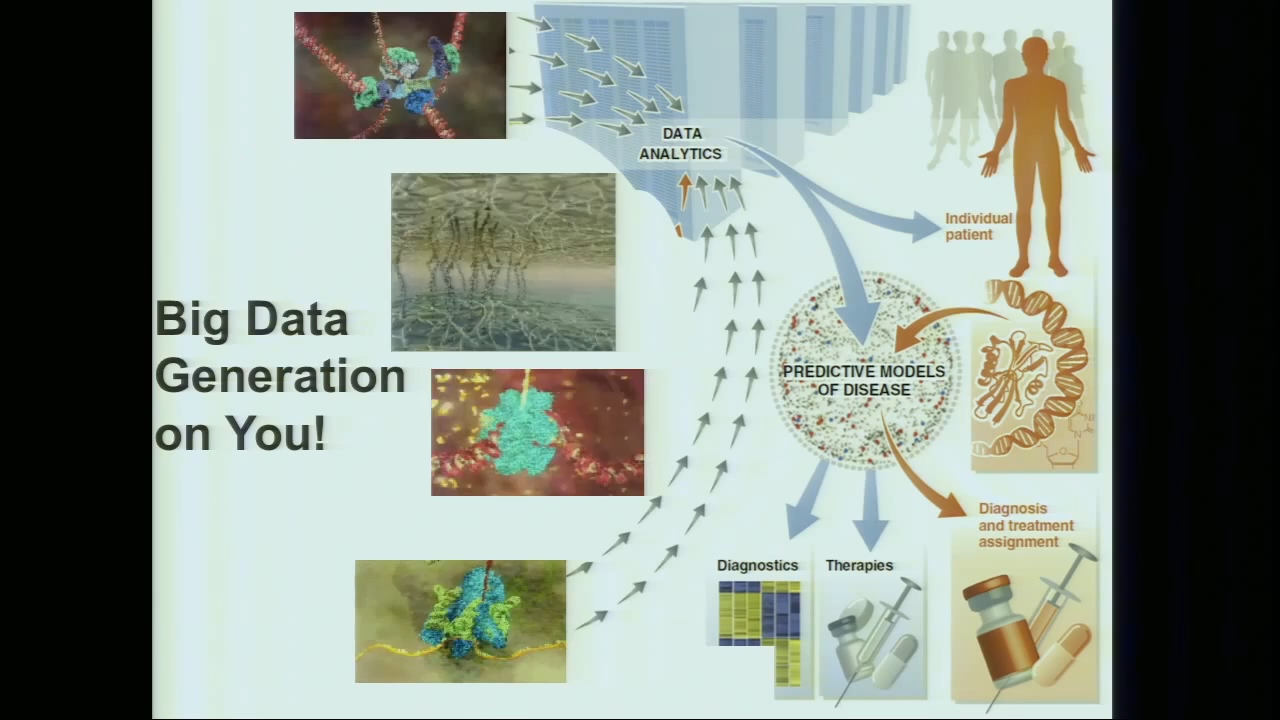 DATA
ANALYTICS
Individual
patient
Big Data
Generation
on You!
PREDICTIVE MODELS
OF DISEASE
Diagnosis
and treatment
assignment
Diagnostics
Therapies